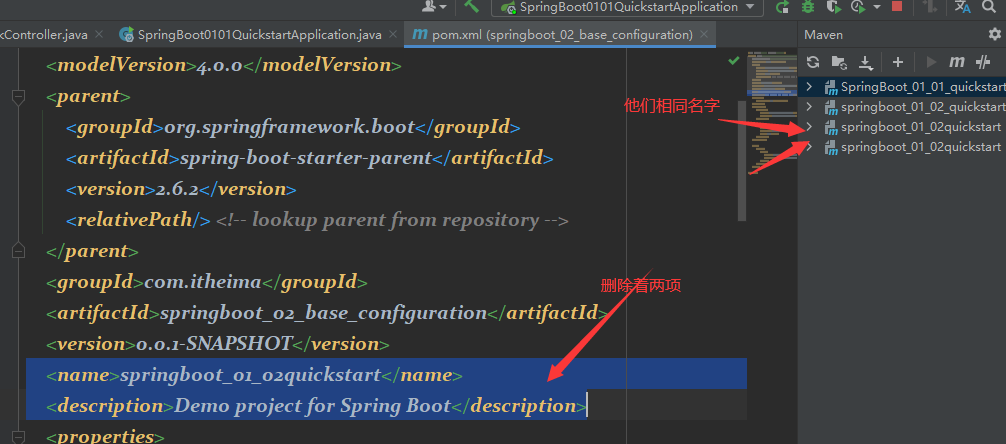 SpringBoot0101QuickstartApplication
kController.java
SpringBoot0101QuickstartApplication.java
pom.xml (springboot_02_base_configuration)
Maven
<modelVersion>4.0.0</modelVersion>
<parent>
<groupId>org.springframework.boot</groupId>
<artifactId>spring-boot-starter-parent</artifactId>
<version>2.6.2</version>
<relativePath/> <!-- lookup parent from repository -->
</parent>
<groupId>com.itheima</groupId>
<artifactId>springboot_02_base_configuration</artifactId>
<version>0.0.1-SNAPSHOT</version>
<name>springboot_01_02quickstart</name>
<description>Demo project for Spring Boot</description>
<properties>
他们相同名字
删除着两项
SpringBoot_01_01_quickstart
springboot_01_02_quickstart
springboot_01_02quickstart
springboot_01_02quickstart